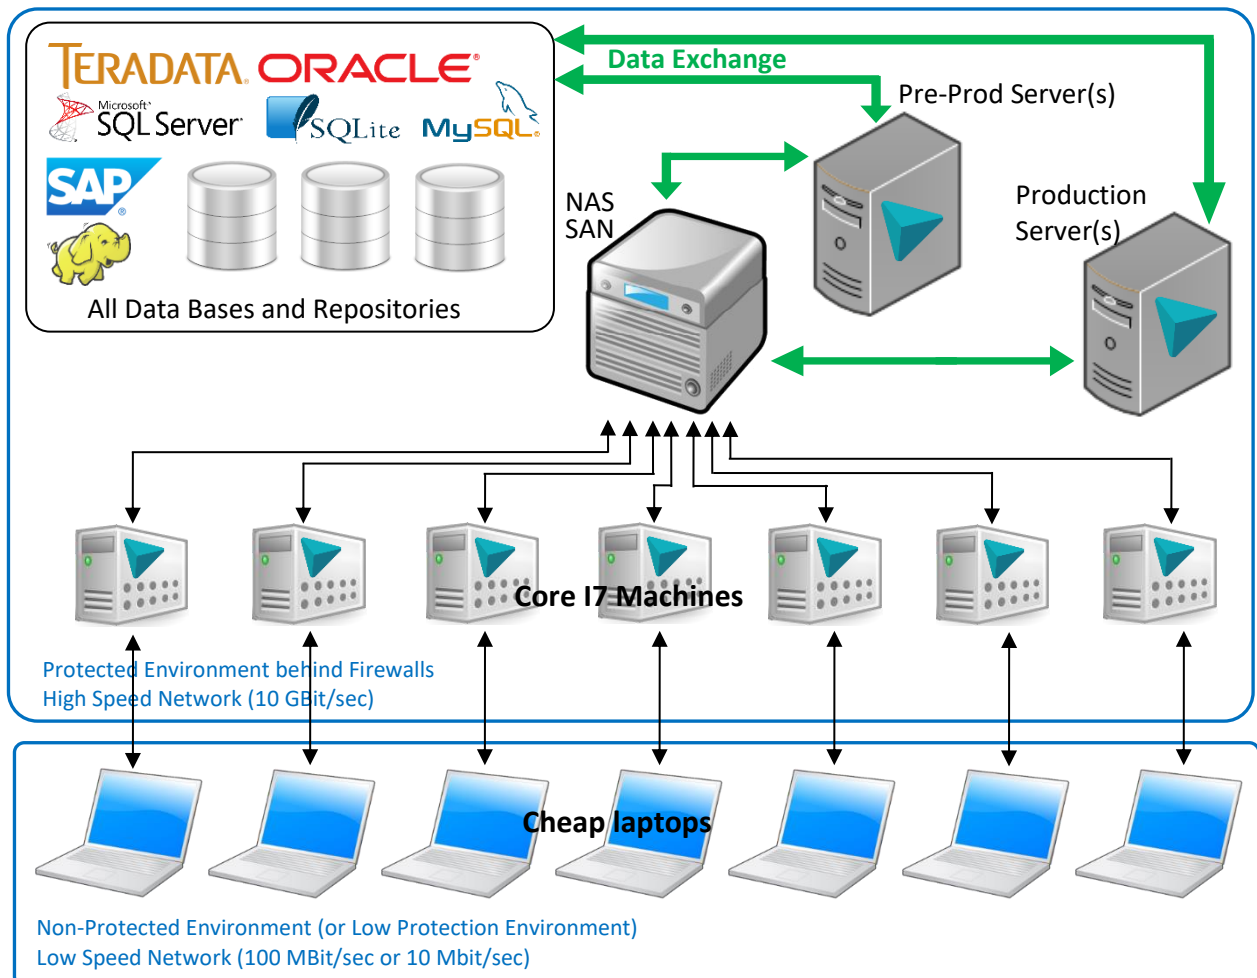 TERADATA®
ORACLE®
Microsoft®
SQL Server®
SQLite
MySQL®
SAP®
All Data Bases and Repositories
Data Exchange
Pre-Prod Server(s)
NAS
SAN
Production
Server(s)
Core I7 Machines
Protected Environment behind Firewalls
High Speed Network (10 GBit/sec)
Cheap laptops
Non-Protected Environment (or Low Protection Environment)
Low Speed Network (100 MBit/sec or 10 Mbit/sec)